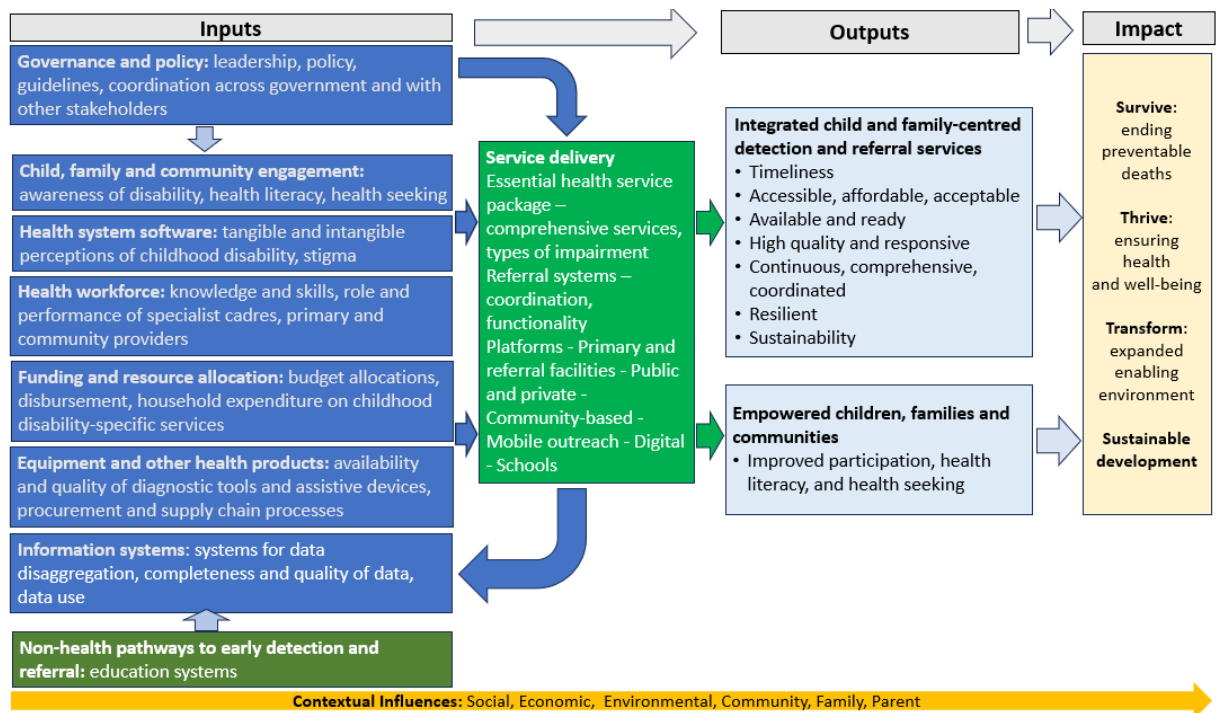 Inputs
Outputs
Impact
Governance and policy: leadership, policy,
guidelines, coordination across government and with
other stakeholders
Child, family and community engagement:
awareness of disability, health literacy, health seeking
Health system software: tangible and intangible
perceptions of childhood disability, stigma
Health workforce: knowledge and skills, role and
performance of specialist cadres, primary and
community providers
Funding and resource allocation: budget allocations,
disbursement, household expenditure on childhood
disability-specific services
Equipment and other health products: availability
and quality of diagnostic tools and assistive devices,
procurement and supply chain processes
Information systems: systems for data
disaggregation, completeness and quality of data,
data use
Non-health pathways to early detection and
referral: education systems
Service delivery
Essential health service
package –
comprehensive services,
types of impairment
Referral systems –
coordination,
functionality
Platforms - Primary and
referral facilities - Public
and private -
Community-based -
Mobile outreach - Digital
- Schools
Integrated child and family-centred
detection and referral services
• Timeliness
• Accessible, affordable, acceptable
• Available and ready
• High quality and responsive
• Continuous, comprehensive,
coordinated
• Resilient
• Sustainability
Empowered children, families and
communities
• Improved participation, health
literacy, and health seeking
Survive:
ending
preventable
deaths
Thrive:
ensuring
health
and well-being
Transform:
expanded
enabling
environment
Sustainable
development
Contextual Influences: Social, Economic, Environmental, Community, Family, Parent